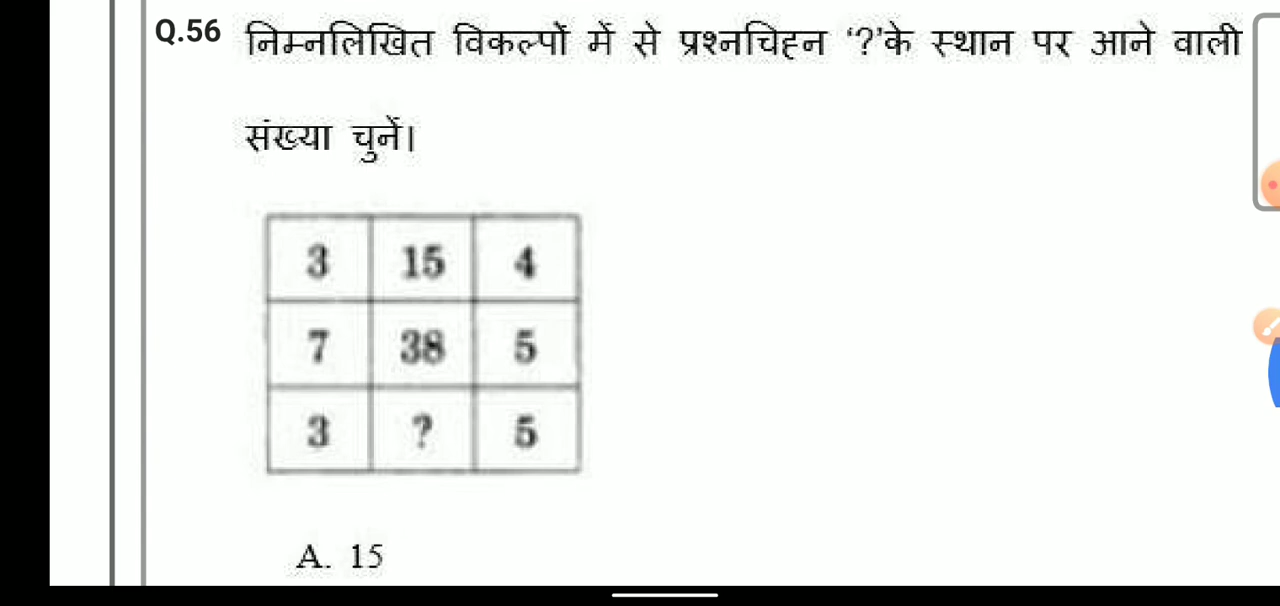 Q.56 निम्नलिखित विकल्पों में से प्रश्नचिह्न ‘?’के स्थान पर आने वाली
संख्या चुनें।
3 15 4
7 38 5
3 ? 5
A. 15